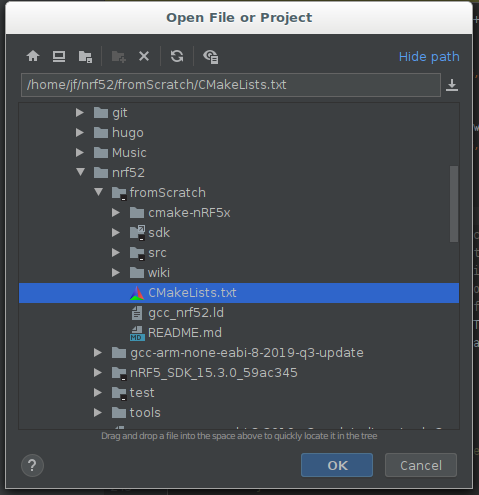 Open File or Project
Hide path
/home/jf/nrf52/fromScratch/CMakeLists.txt
git
hugo
Music
nrf52
fromScratch
cmake-nRF5x
sdk
src
wiki
CMakeLists.txt
gcc_nrf52.ld
MD README.md
gcc-arm-none-eabi-8-2019-q3-update
nRF5_SDK_15.3.0_59ac345
test
tools
Drag and drop a file into the space above to quickly locate it in the tree
? OK Cancel